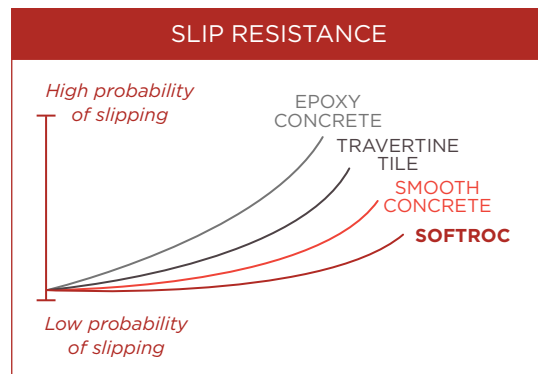 SLIP RESISTANCE
High probability
of slipping
EPOXY
CONCRETE
TRAVERTINE
TILE
SMOOTH
CONCRETE
SOFTROC
Low probability
of slipping